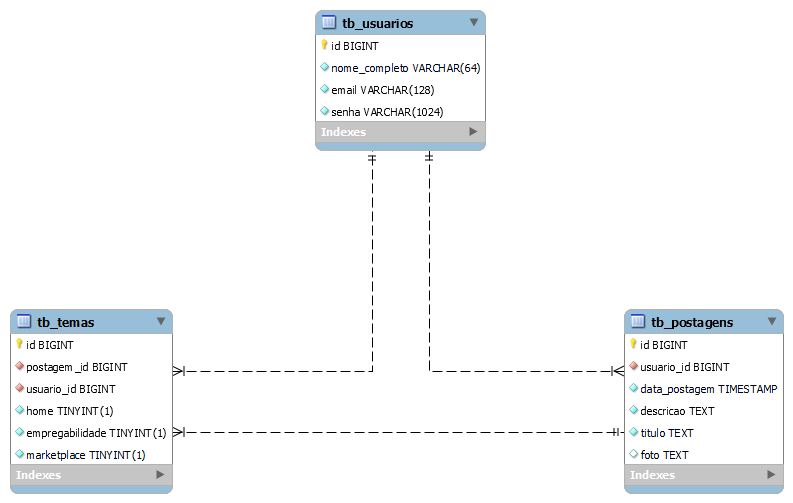 tb_usuarios
id BIGINT
nome_completo VARCHAR(64)
email VARCHAR(128)
senha VARCHAR(1024)
Indexes
tb_temas
id BIGINT
postagem _id BIGINT
usuario_id BIGINT
home TINYINT(1)
empregabilidade TINYINT(1)
marketplace TINYINT(1)
Indexes
tb_postagens
id BIGINT
usuario_id BIGINT
data_postagem TIMESTAMP
descricao TEXT
titulo TEXT
foto TEXT
Indexes